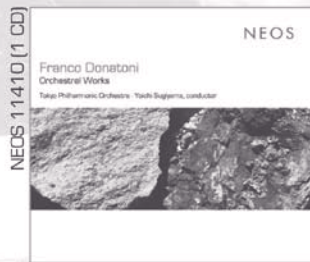 NEOS 11410 (1 CD)
NEOS
Franco Donatoni
Orchestral Works
Tokyo Philharmonic Orchestra · Yoichi Sugiyama, conductor